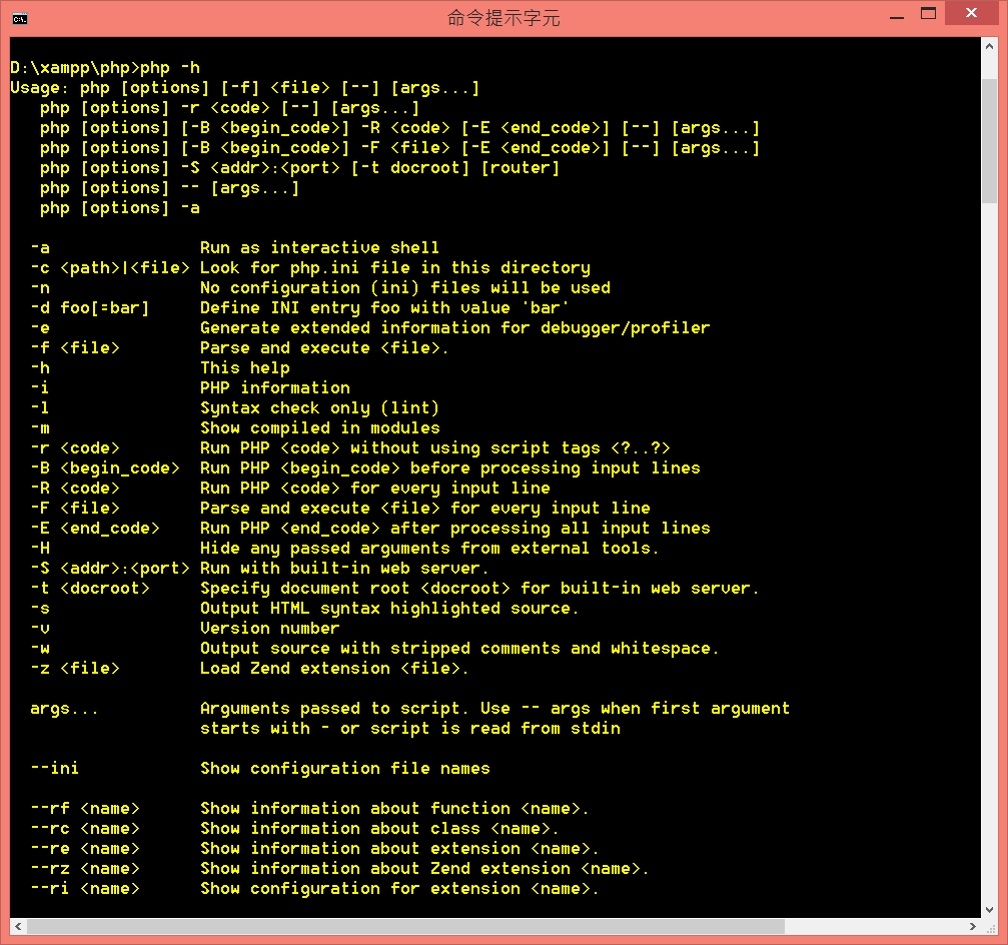 命令提示字元
D:\xampp\php>php -h
Usage: php [options] [-f] <file> [--] [args...]
   php [options] -r <code> [--] [args...]
   php [options] [-B <begin_code>] -R <code> [-E <end_code>] [--] [args...]
   php [options] [-B <begin_code>] -F <file> [-E <end_code>] [--] [args...]
   php [options] -S <addr>:<port> [-t docroot] [router]
   php [options] -- [args...]
   php [options] -a
  -a               Run as interactive shell
  -c <path>|<file> Look for php.ini file in this directory
  -n               No configuration (ini) files will be used
  -d foo[=bar]     Define INI entry foo with value 'bar'
  -e               Generate extended information for debugger/profiler
  -f <file>        Parse and execute <file>.
  -h               This help
  -i               PHP information
  -l               Syntax check only (lint)
  -m               Show compiled in modules
  -r <code>        Run PHP <code> without using script tags <?..?>
  -B <begin_code>  Run PHP <begin_code> before processing input lines
  -R <code>        Run PHP <code> for every input line
  -F <file>        Parse and execute <file> for every input line
  -E <end_code>    Run PHP <end_code> after processing all input lines
  -H               Hide any passed arguments from external tools.
  -S <addr>:<port> Run with built-in web server.
  -t <docroot>     Specify document root <docroot> for built-in web server.
  -s               Output HTML syntax highlighted source.
  -v               Version number
  -w               Output source with stripped comments and whitespace.
  -z <file>        Load Zend extension <file>.
  args...          Arguments passed to script. Use -- args when first argument
                   starts with - or script is read from stdin
  --ini            Show configuration file names
  --rf <name>      Show information about function <name>.
  --rc <name>      Show information about class <name>.
  --re <name>      Show information about extension <name>.
  --rz <name>      Show information about Zend extension <name>.
  --ri <name>      Show configuration for extension <name>.